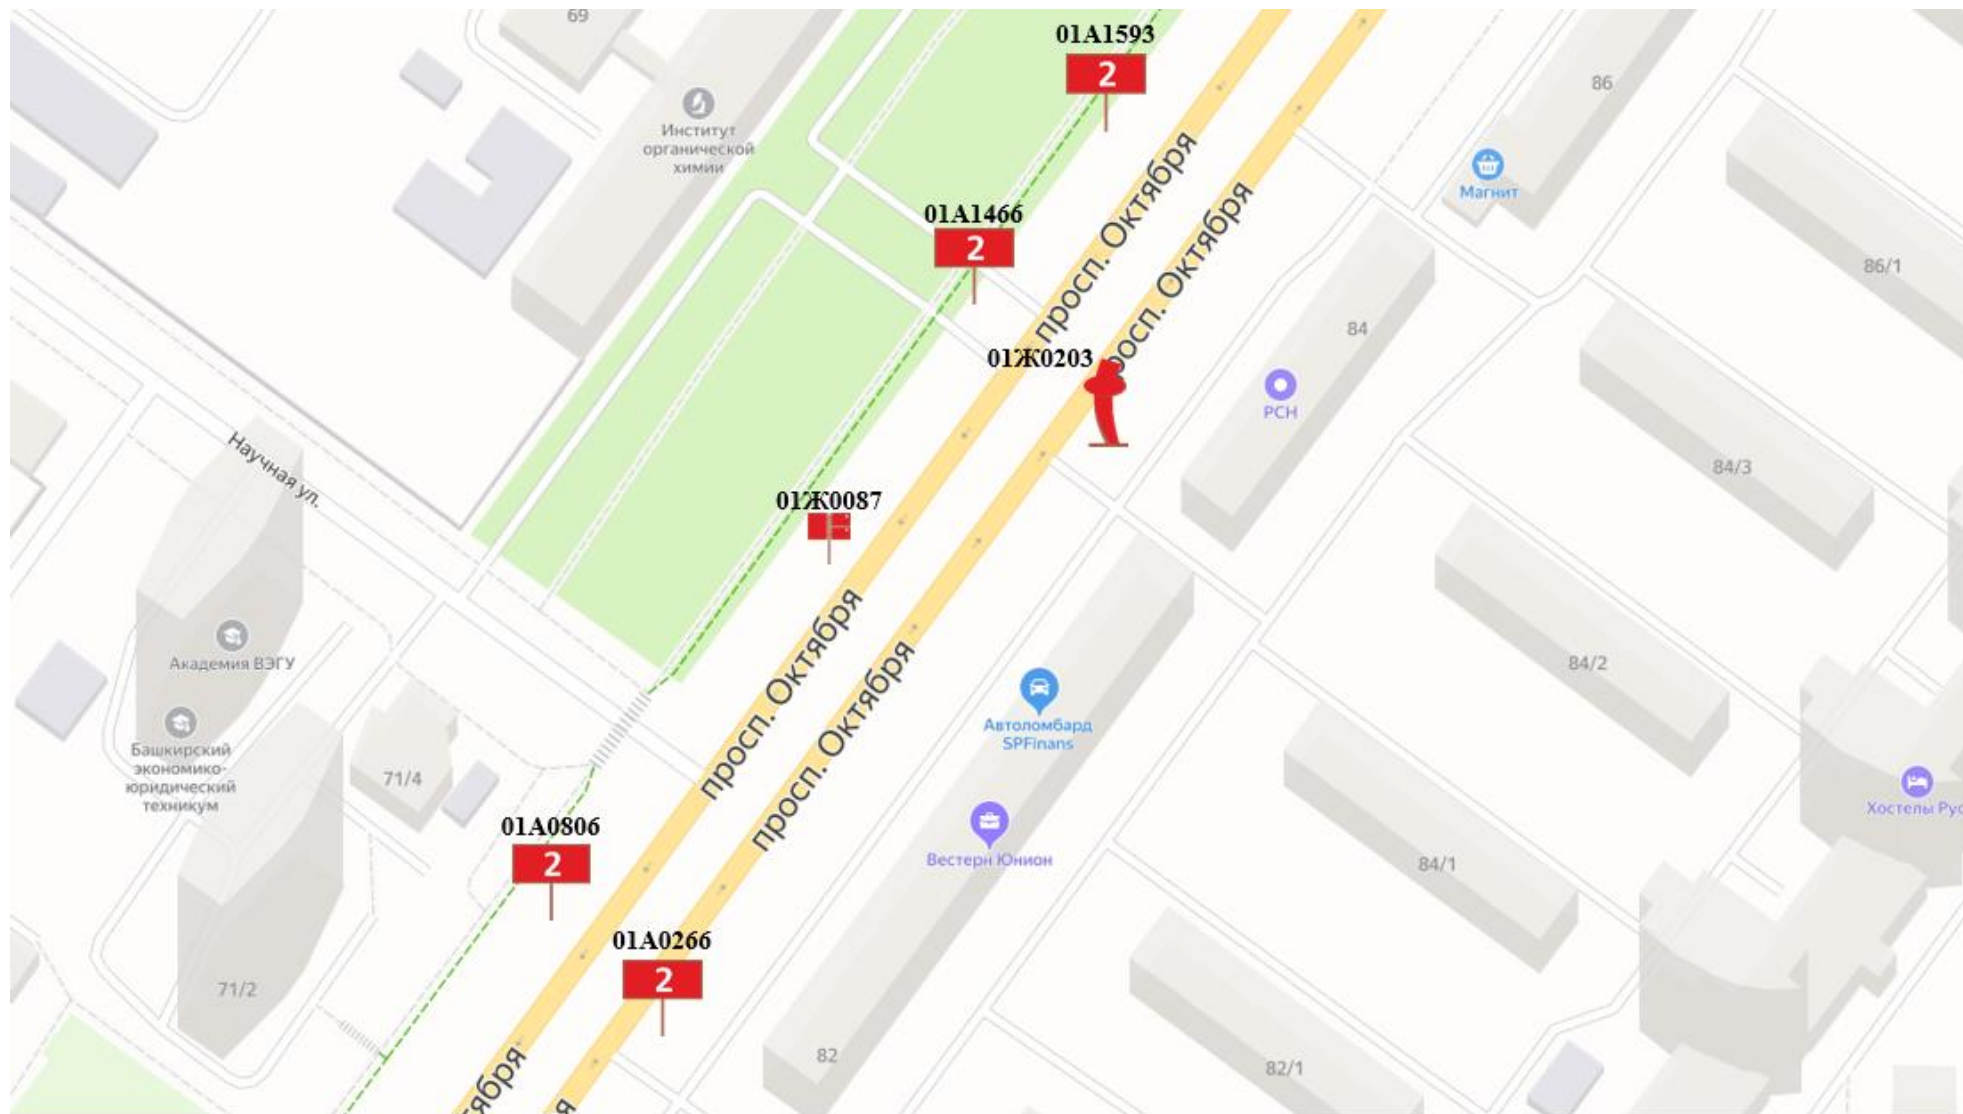 69
01А1593
2
86
Институт
органической
химии
Магнит
просп. Октября
просп. Октября
01А1466
2
86/1
84
01Ж0203
РСН
Научная ул.
84/3
01Ж0087
Академия ВЭГУ
84/2
просп. Октября
просп. Октября
Автоломбард
SPFinans
Башкирский
экономико-
юридический
техникум
71/4
Хостелы Рус
01А0806
2
Вестерн Юнион
84/1
01А0266
2
71/2
82
82/1